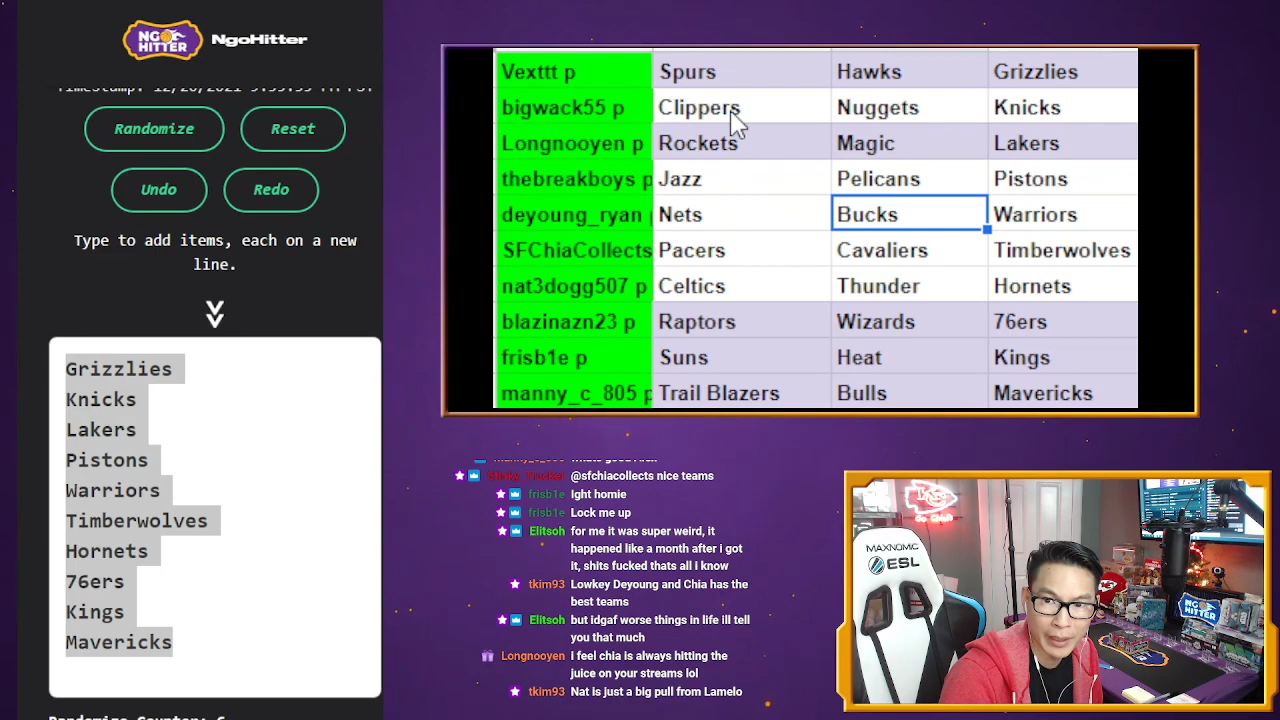 NGO HITTER NgoHitter
Randomize
Reset
Undo
Redo
Type to add items, each on a new
line.
Grizzlies
Knicks
Lakers
Pistons
Warriors
Timberwolves
Hornets
76ers
Kings
Mavericks
Vexttt p Spurs Hawks Grizzlies
bigwack55 p Clippers Nuggets Knicks
Longnooyen p Rockets Magic Lakers
thebreakboys p Jazz Pelicans Pistons
deyoung_ryan Nets Bucks Warriors
SFChiaCollects Pacers Cavaliers Timberwolves
nat3dogg507 p Celtics Thunder Hornets
blazinazn23 p Raptors Wizards 76ers
frisb1e p Suns Heat Kings
manny_c_805 p Trail Blazers Bulls Mavericks
@sfchiacollects nice teams
frisb1e Ight homie
frisb1e Lock me up
Elitsoh for me it was super weird, it
happened like a month after i got
it, shits fucked thats all i know
tkim93 Lowkey Deyoung and Chia has the
best teams
Elitsoh but idgaf worse things in life ill tell
you that much
Longnooyen i feel chia is always hitting the
juice on your streams lol
tkim93 Nat is just a big pull from Lamelo
MAXNOMIC
ESL
NGO HITTER